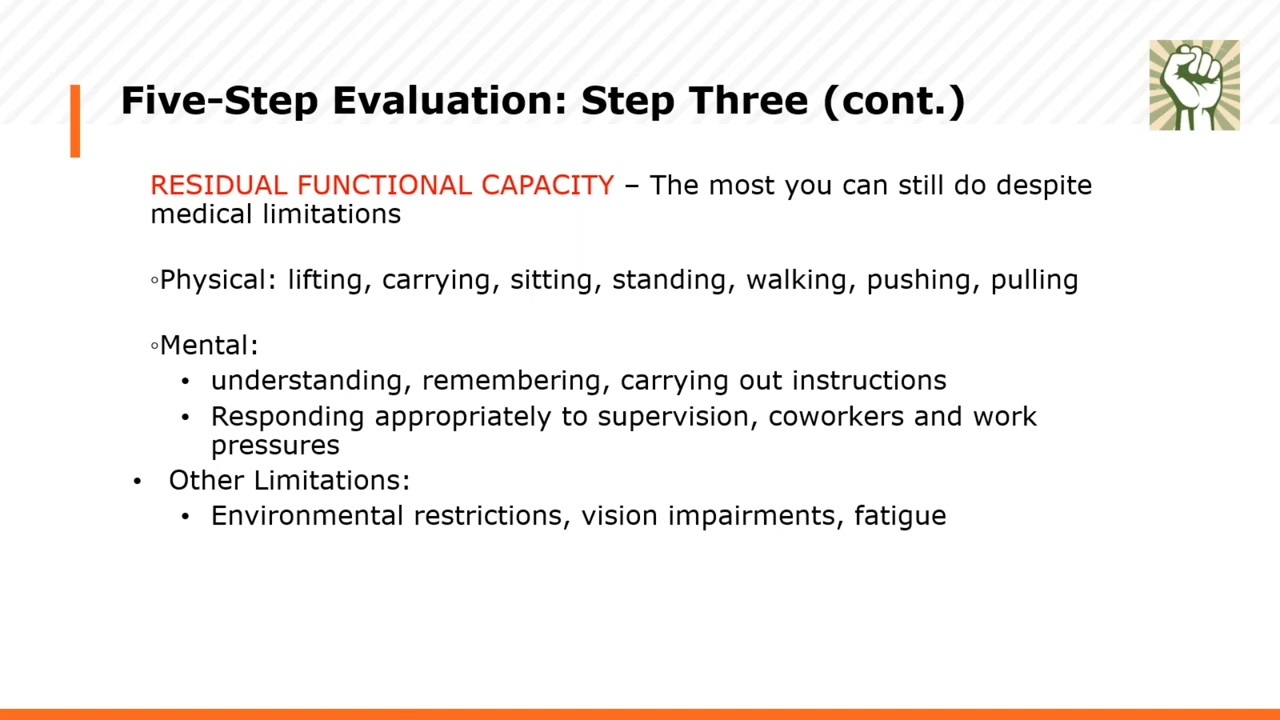 Five-Step Evaluation: Step Three (cont.)
RESIDUAL FUNCTIONAL CAPACITY – The most you can still do despite
medical limitations
◦Physical: lifting, carrying, sitting, standing, walking, pushing, pulling
◦Mental:
• understanding, remembering, carrying out instructions
• Responding appropriately to supervision, coworkers and work
pressures
• Other Limitations:
• Environmental restrictions, vision impairments, fatigue